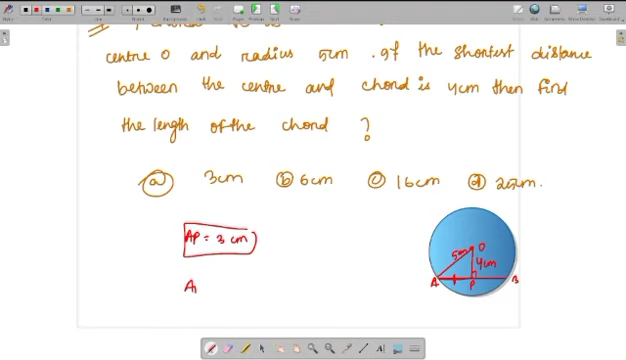 centre O and radius 5cm . If the shortest distance
between the centre and chord is 4cm then find
the length of the chord ?
(a) 3cm (b) 6cm (c) 16cm (d) 25cm.
AP = 3 cm
A
5cm O
4cm
A P B